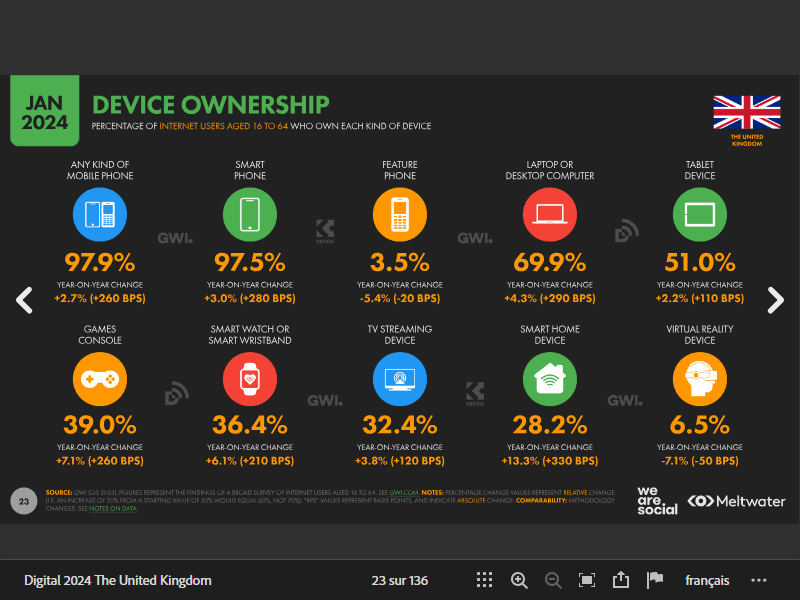 JAN
2024
DEVICE OWNERSHIP
PERCENTAGE OF INTERNET USERS AGED 16 TO 64 WHO OWN EACH KIND OF DEVICE
THE UNITED
KINGDOM
ANY KIND OF
MOBILE PHONE
SMART
PHONE
FEATURE
PHONE
LAPTOP OR
DESKTOP COMPUTER
TABLET
DEVICE
GWI.
KEPIOS
GWI.
97.9%
97.5%
3.5%
69.9%
51.0%
YEAR-ON-YEAR CHANGE
YEAR-ON-YEAR CHANGE
YEAR-ON-YEAR CHANGE
YEAR-ON-YEAR CHANGE
YEAR-ON-YEAR CHANGE
+2.7% (+260 BPS)
+3.0% (+280 BPS)
-5.4% (-20 BPS)
+4.3% (+290 BPS)
+2.2% (+110 BPS)
GAMES
CONSOLE
SMART WATCH OR
SMART WRISTBAND
TV STREAMING
DEVICE
SMART HOME
DEVICE
VIRTUAL REALITY
DEVICE
GWI.
KEPIOS
GWI.
39.0%
36.4%
32.4%
28.2%
6.5%
YEAR-ON-YEAR CHANGE
YEAR-ON-YEAR CHANGE
YEAR-ON-YEAR CHANGE
YEAR-ON-YEAR CHANGE
YEAR-ON-YEAR CHANGE
+7.1% (+260 BPS)
+6.1% (+210 BPS)
+3.8% (+120 BPS)
+13.3% (+330 BPS)
-7.1% (-50 BPS)
23
SOURCE: GWI (Q3 2023). FIGURES REPRESENT THE FINDINGS OF A BROAD SURVEY OF INTERNET USERS AGED 16 TO 64. SEE GWI.COM. NOTES: PERCENTAGE CHANGE VALUES REPRESENT RELATIVE CHANGE
(I.E. AN INCREASE OF 20% FROM A STARTING VALUE OF 50% WOULD EQUAL 60%, NOT 70%). "BPS" VALUES REPRESENT BASIS POINTS, AND INDICATE ABSOLUTE CHANGE. COMPARABILITY: METHODOLOGY
CHANGES. SEE NOTES ON DATA.
we
are.
social
Meltwater
Digital 2024 The United Kingdom
23 sur 136
français